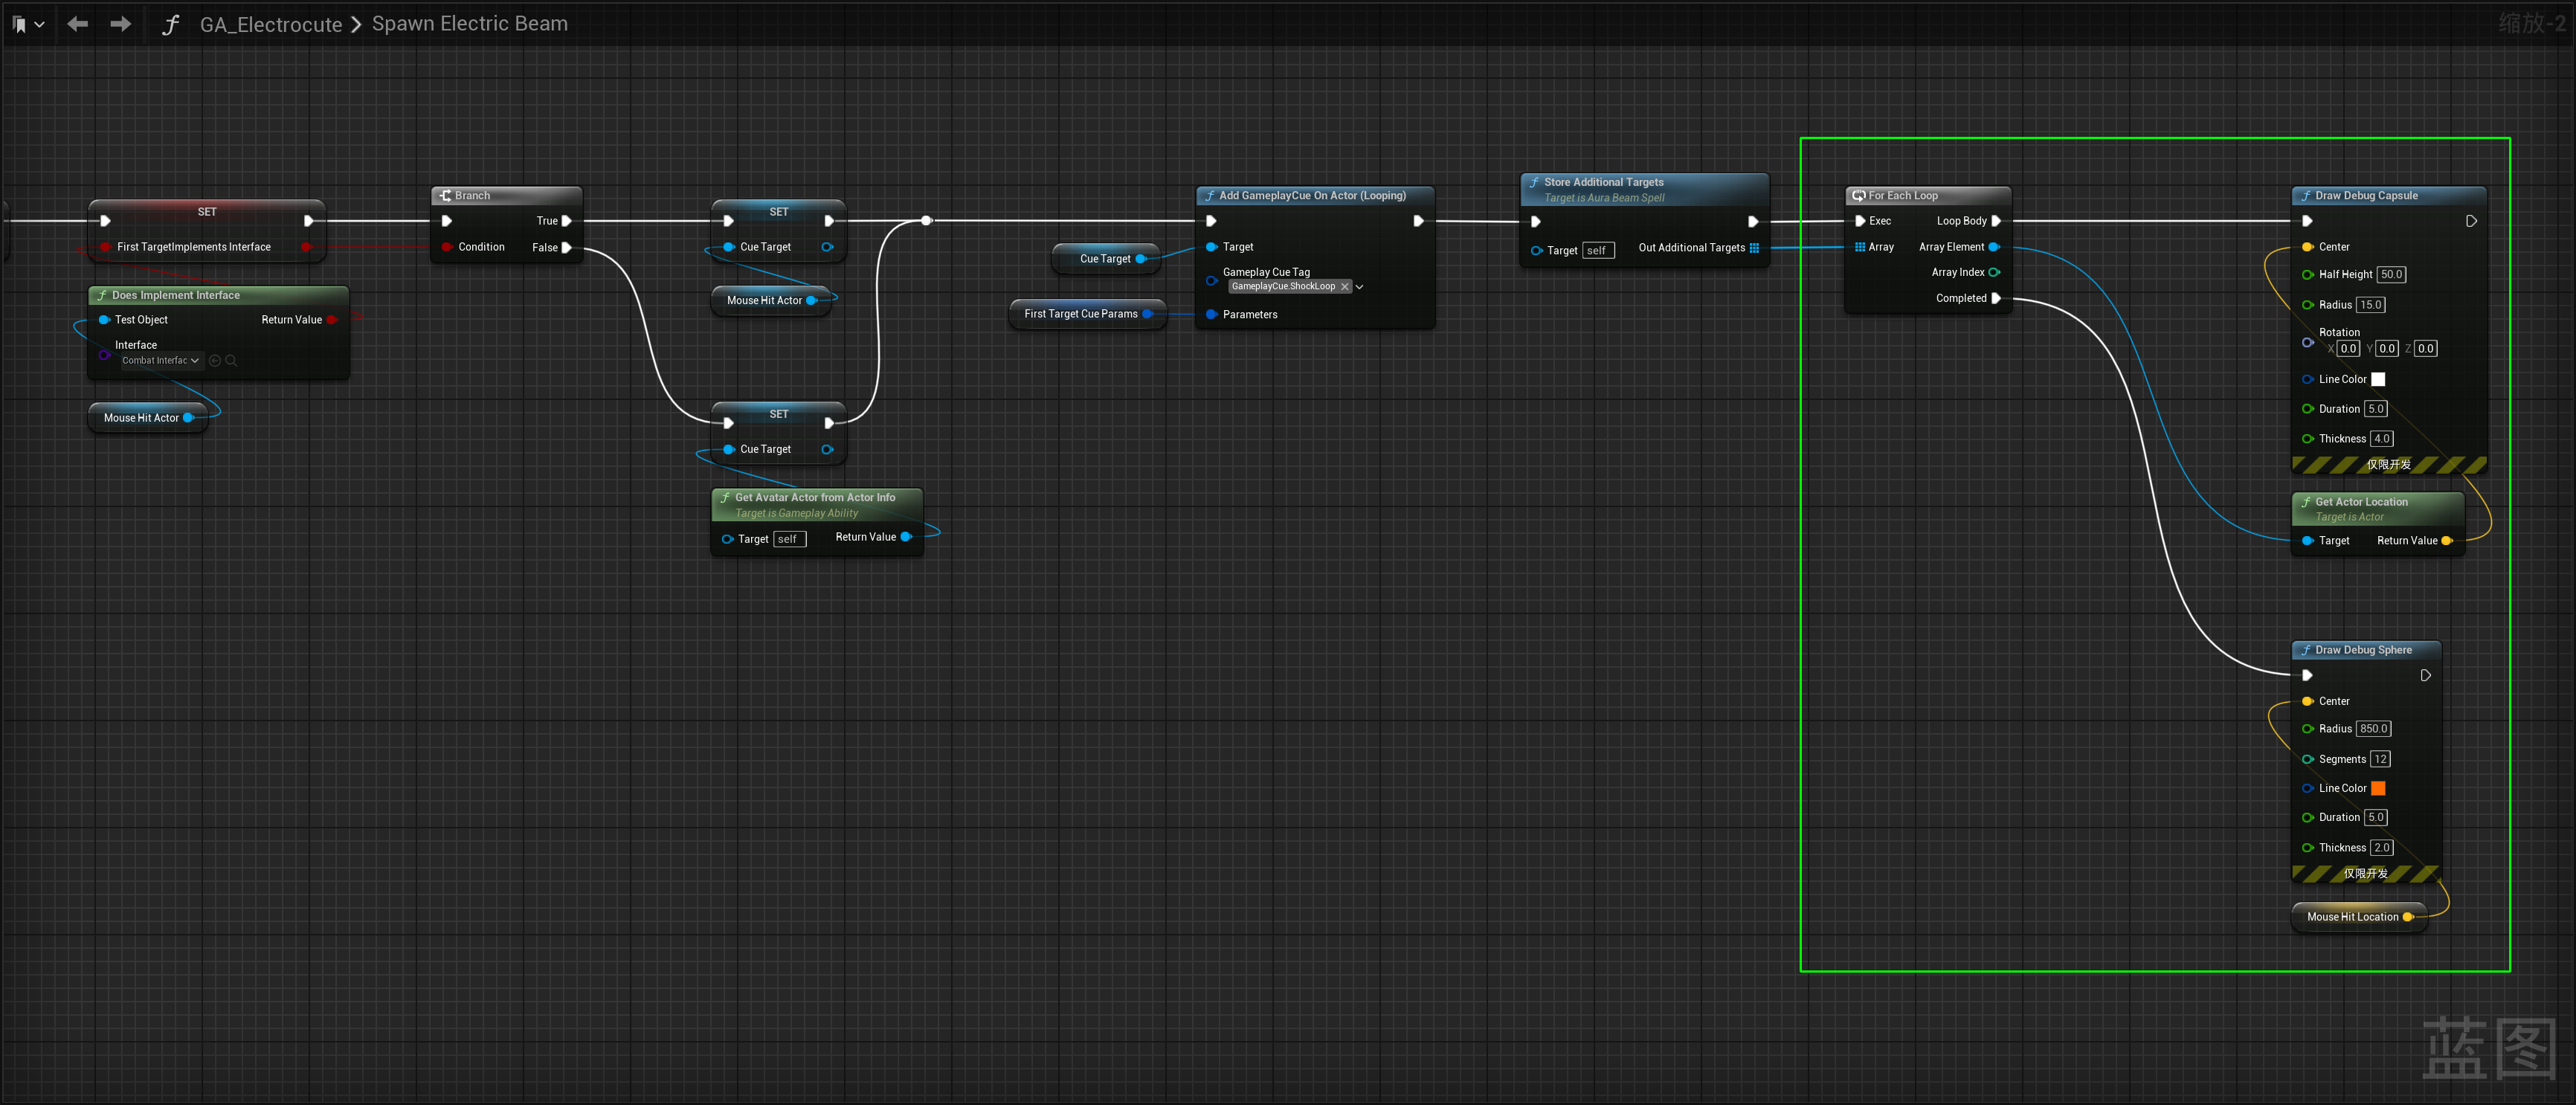 GA_Electrocute > Spawn Electric Beam
缩放-2
SET
First TargetImplements Interface
Does Implement Interface
Test Object
Return Value
Interface
Combat Interfac
Mouse Hit Actor
Branch
True
Condition
False
SET
Cue Target
Mouse Hit Actor
SET
Cue Target
Get Avatar Actor from Actor Info
Target is Gameplay Ability
Target self
Return Value
Cue Target
First Target Cue Params
Add GameplayCue On Actor (Looping)
Target
Gameplay Cue Tag
GameplayCue.ShockLoop
Parameters
Store Additional Targets
Target is Aura Beam Spell
Target self
Out Additional Targets
For Each Loop
Exec
Loop Body
Array
Array Element
Array Index
Completed
Draw Debug Capsule
Center
Half Height 50.0
Radius 15.0
Rotation
X 0.0 Y 0.0 Z 0.0
Line Color
Duration 5.0
Thickness 4.0
仅限开发
Get Actor Location
Target is Actor
Target
Return Value
Draw Debug Sphere
Center
Radius 850.0
Segments 12
Line Color
Duration 5.0
Thickness 2.0
仅限开发
Mouse Hit Location
蓝图